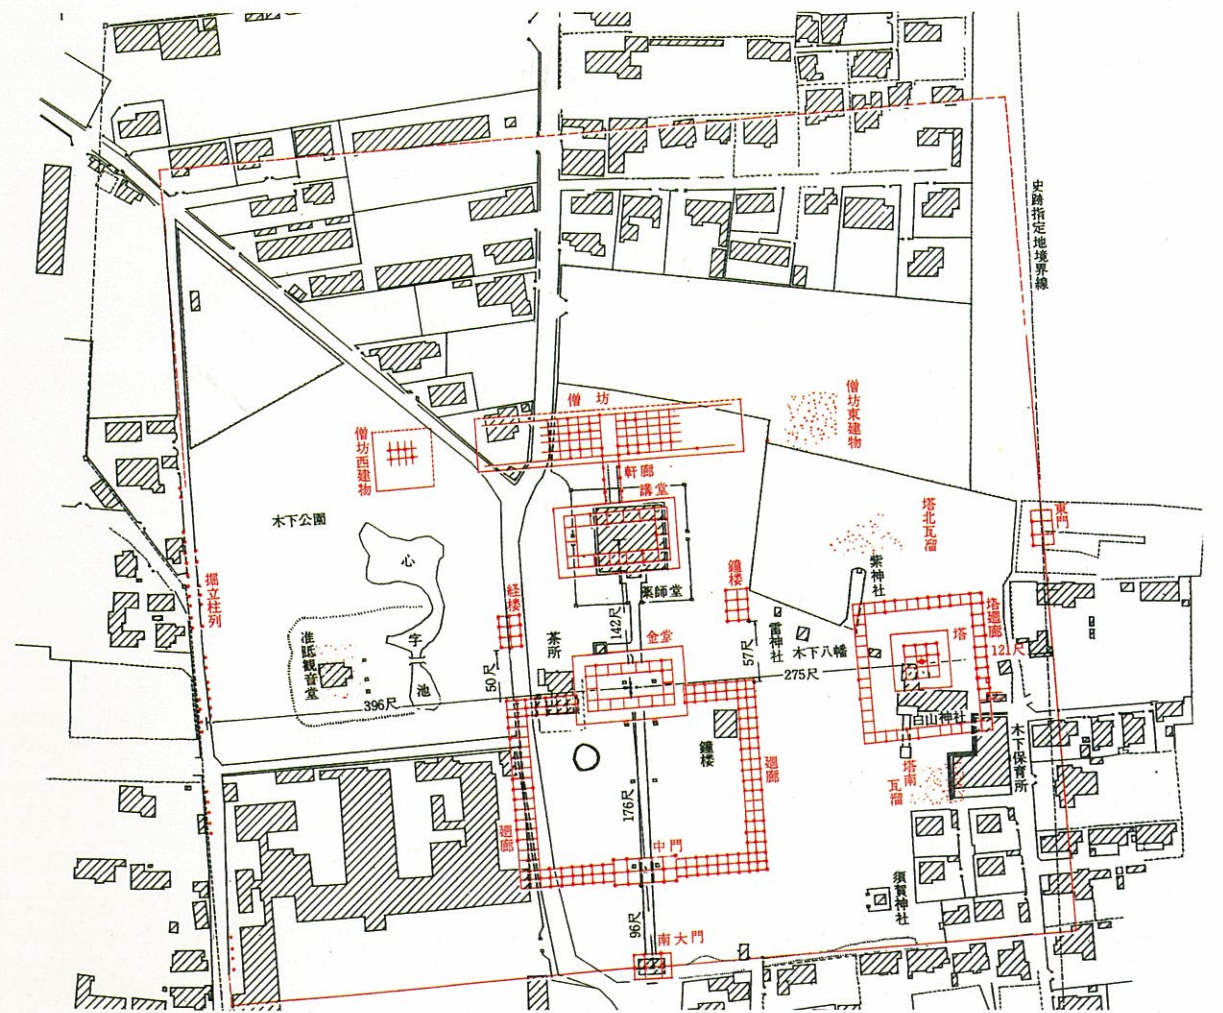 史跡指定地境界線
僧坊
僧坊東建物
僧坊西建物
軒廊
講堂
木下公園
塔北瓦溜
東門
心
紫神社
鐘楼
掘立柱列
経楼
薬師堂
142尺
雷神社
塔廻廊
塔
字
准胝観音堂
茶所
金堂
57尺
木下八幡
121尺
50尺
275尺
池
396尺
白山神社
鐘楼
廻廊
木下保育所
塔南
瓦溜
176尺
廻廊
中門
須賀神社
96尺
南大門